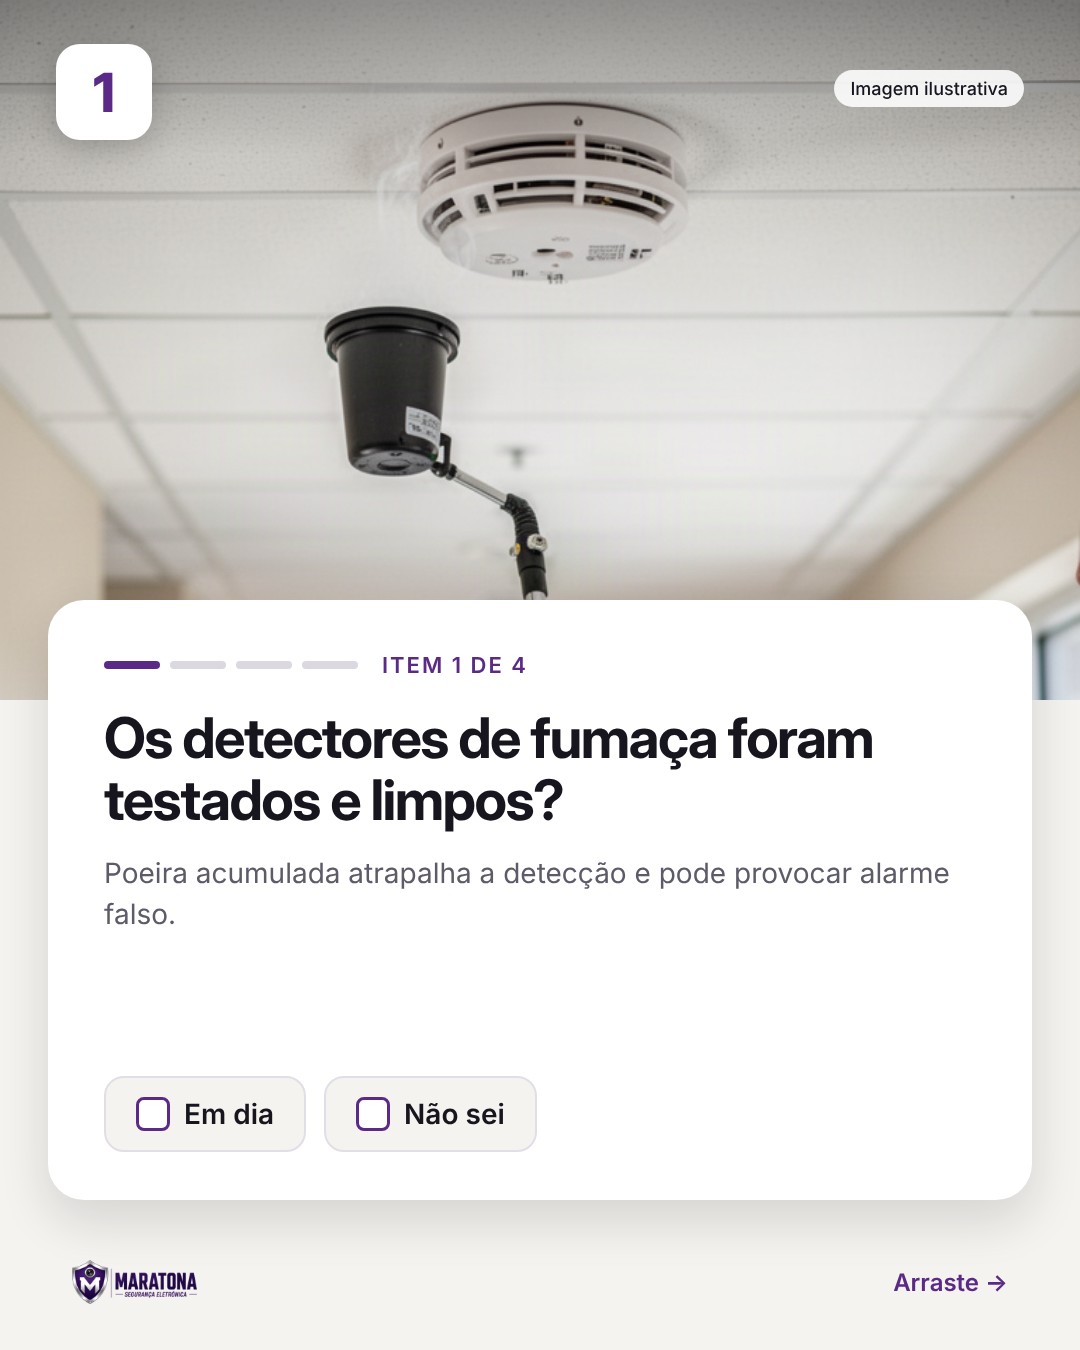 1
Imagem ilustrativa
ITEM 1 DE 4
Os detectores de fumaça foram
testados e limpos?
Poeira acumulada atrapalha a detecção e pode provocar alarme
falso.
Em dia
Não sei
MARATONA
SEGURANÇA ELETRÔNICA
Arraste →